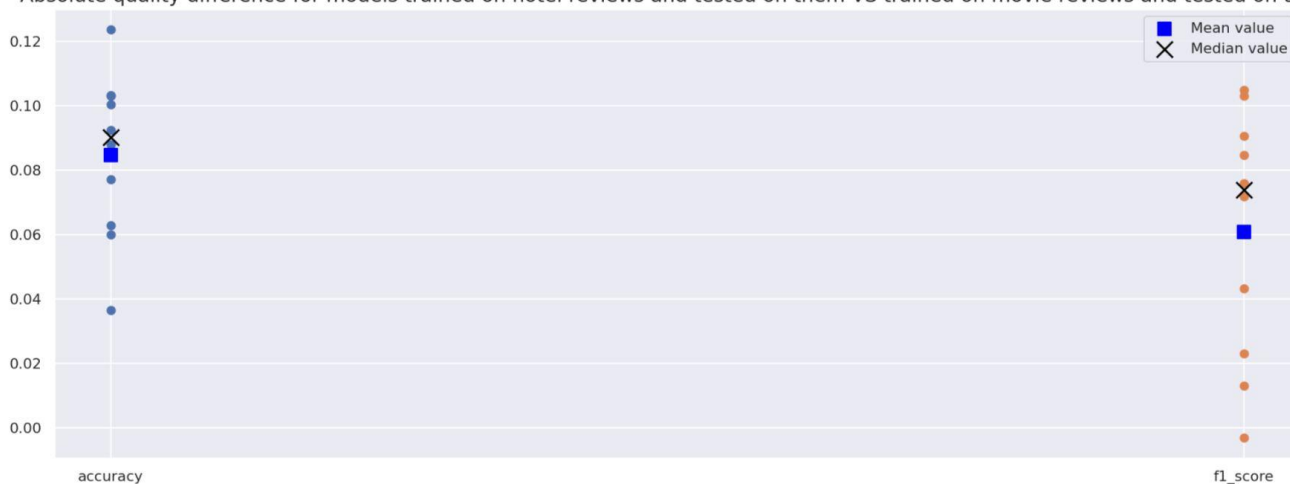 Absolute quality difference for models trained on hotel reviews and tested on them VS trained on movie reviews and tested on
Mean value
Median value
0.12
0.10
0.08
0.06
0.04
0.02
0.00
accuracy
f1_score